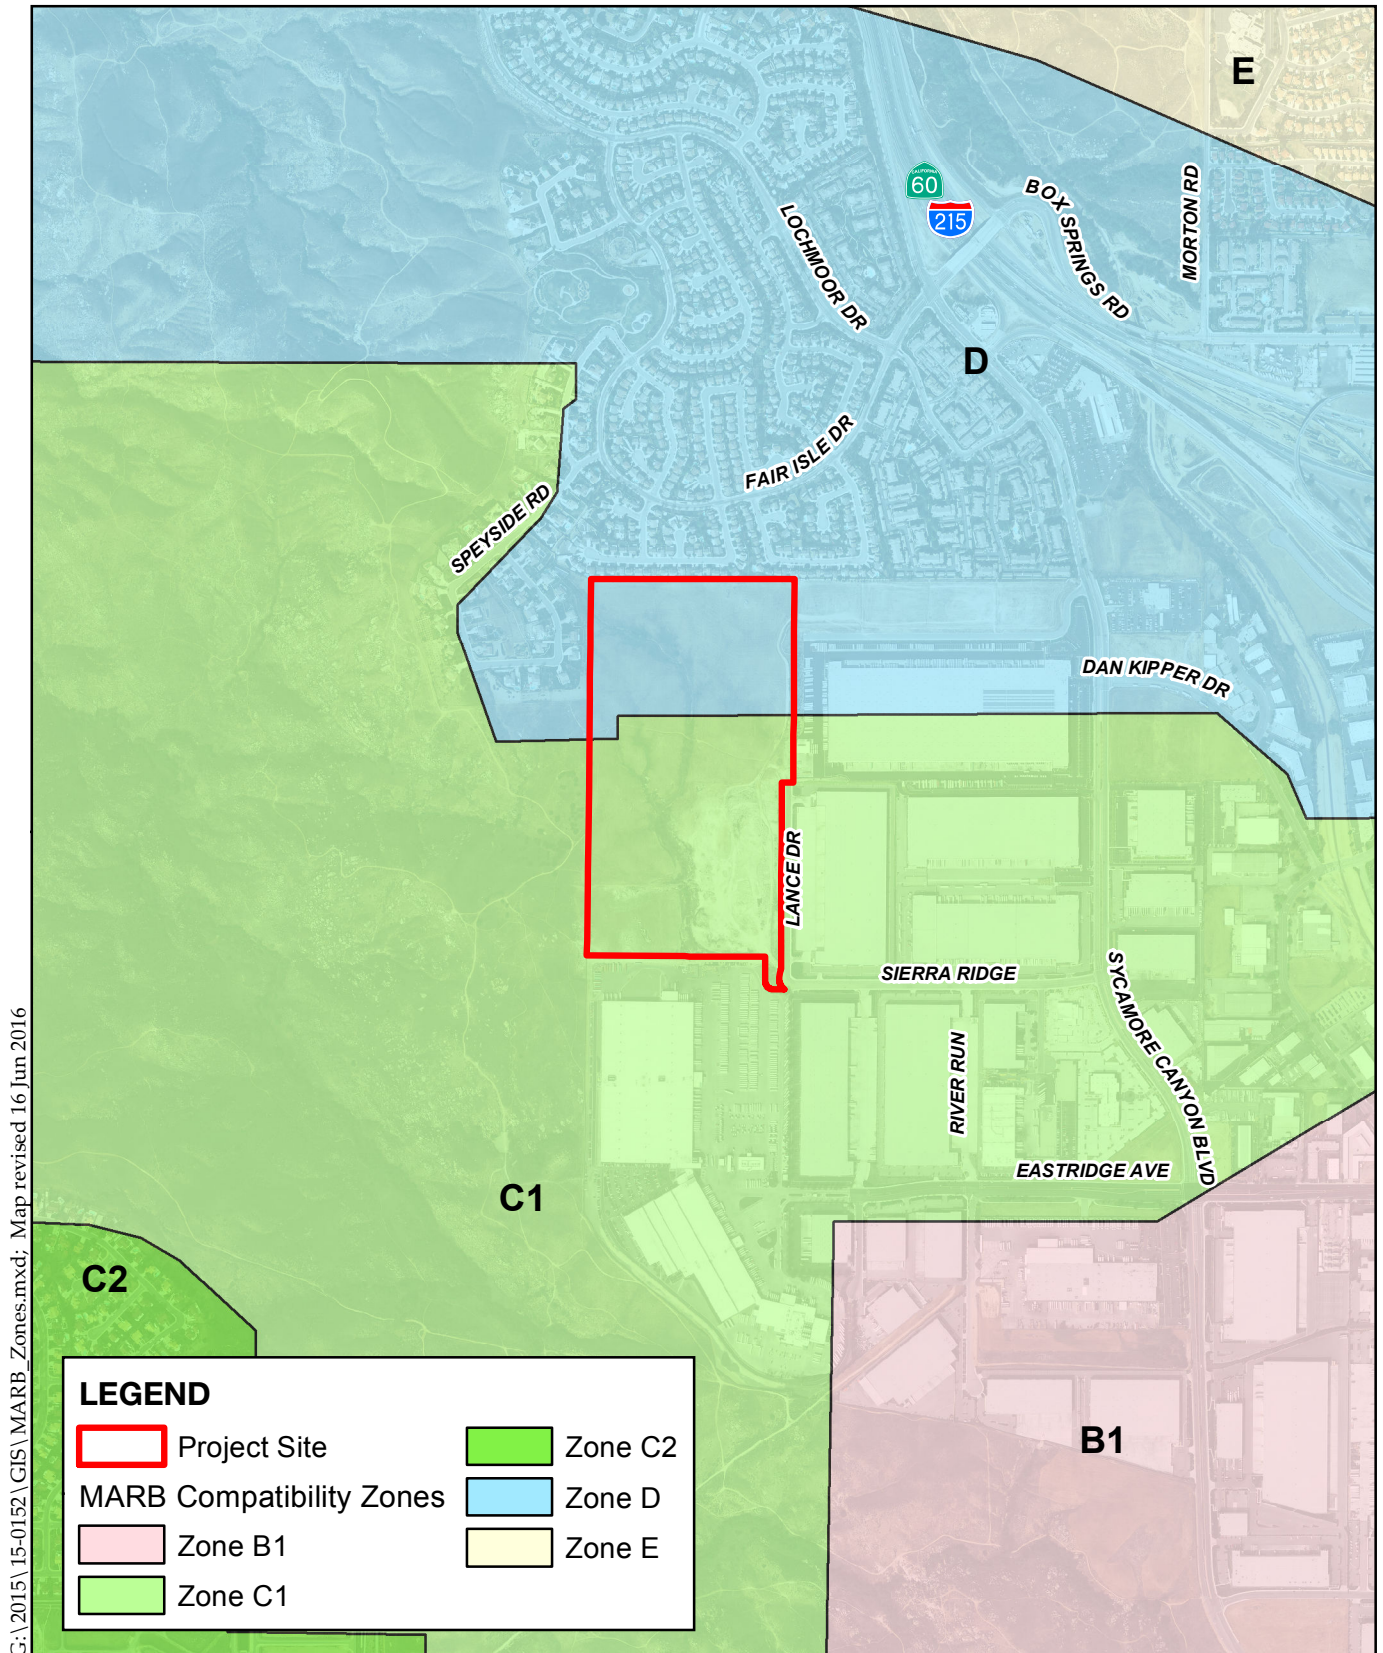 E
CALIFORNIA
60
215
BOX SPRINGS RD
MORTON RD
LOCHMOOR DR
D
FAIR ISLE DR
SPEYSIDE RD
DAN KIPPER DR
LANCE DR
SIERRA RIDGE
SYCAMORE CANYON BLVD
RIVER RUN
EASTRIDGE AVE
C1
C2
B1
LEGEND
Project Site
MARB Compatibility Zones
Zone B1
Zone C1
Zone C2
Zone D
Zone E
G:\2015\15-0152\GIS\MARB_Zones.mxd; Map revised 16 Jun 2016